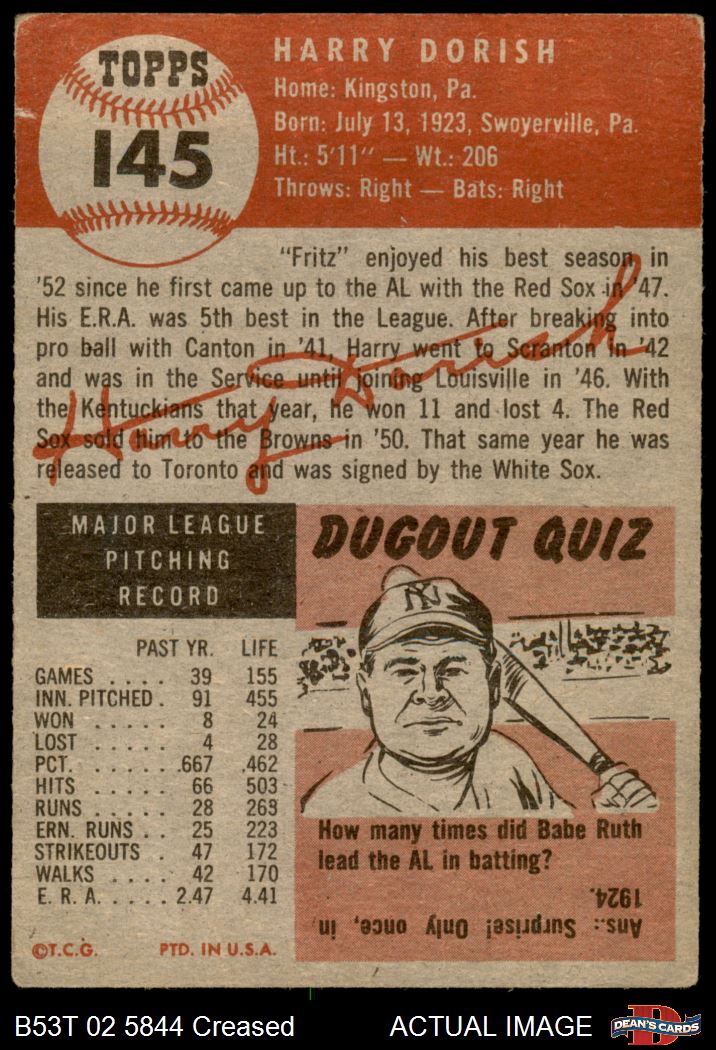 TOPPS
145
HARRY DORISH
Home: Kingston, Pa.
Born: July 13, 1923, Swoyerville, Pa.
Ht.: 5'11" — Wt.: 206
Throws: Right — Bats: Right
"Fritz" enjoyed his best season in
'52 since he first came up to the AL with the Red Sox in '47.
His E.R.A. was 5th best in the League. After breaking into
pro ball with Canton in '41, Harry went to Scranton in '42
and was in the Service until joining Louisville in '46. With
the Kentuckians that year, he won 11 and lost 4. The Red
Sox sold him to the Browns in '50. That same year he was
released to Toronto and was signed by the White Sox.
Harry Dorish
MAJOR LEAGUE
PITCHING
RECORD
PAST YR. LIFE
GAMES .... 39 155
INN. PITCHED . 91 455
WON ..... 8 24
LOST ..... 4 28
PCT. ...... .667 .462
HITS ..... 66 503
RUNS .... 28 263
ERN. RUNS .. 25 223
STRIKEOUTS . 47 172
WALKS .... 42 170
E. R. A. .... 2.47 4.41
©T.C.G. PTD. IN U.S.A.
DUGOUT QUIZ
NY
How many times did Babe Ruth
lead the AL in batting?
Ans.: Surprise! Only once, in
1924.
B53T 02 5844 Creased ACTUAL IMAGE
D
DEAN'S CARDS